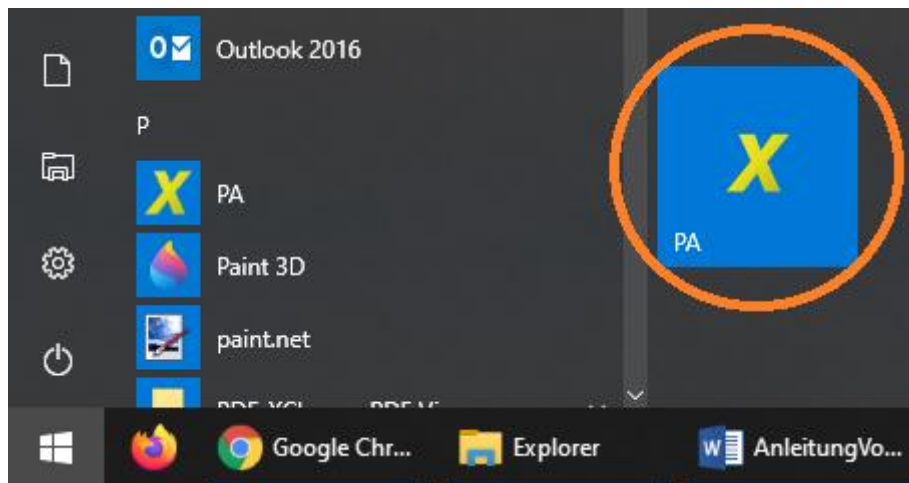 Outlook 2016
P
PA
Paint 3D
paint.net
PA
Google Chr...
Explorer
AnleitungVo...